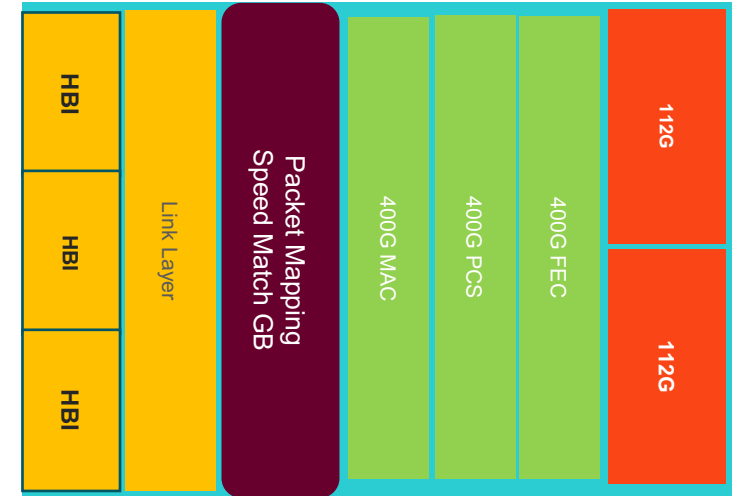 HBI
HBI
HBI
Link Layer
Packet Mapping
Speed Match GB
400G MAC
400G PCS
400G FEC
112G
112G